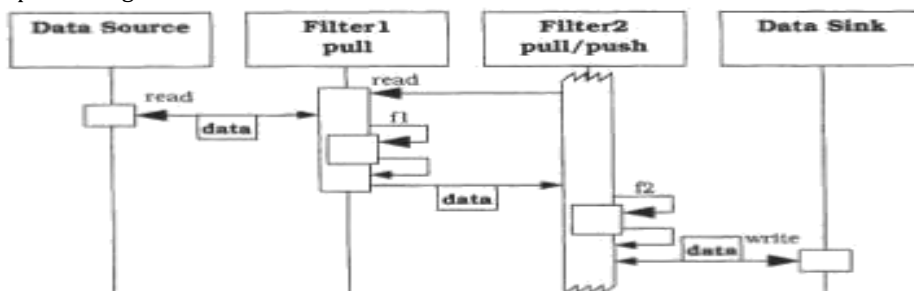 Data Source
Filter1
pull
Filter2
pull/push
Data Sink
read
read
data
f1
data
f2
data
write